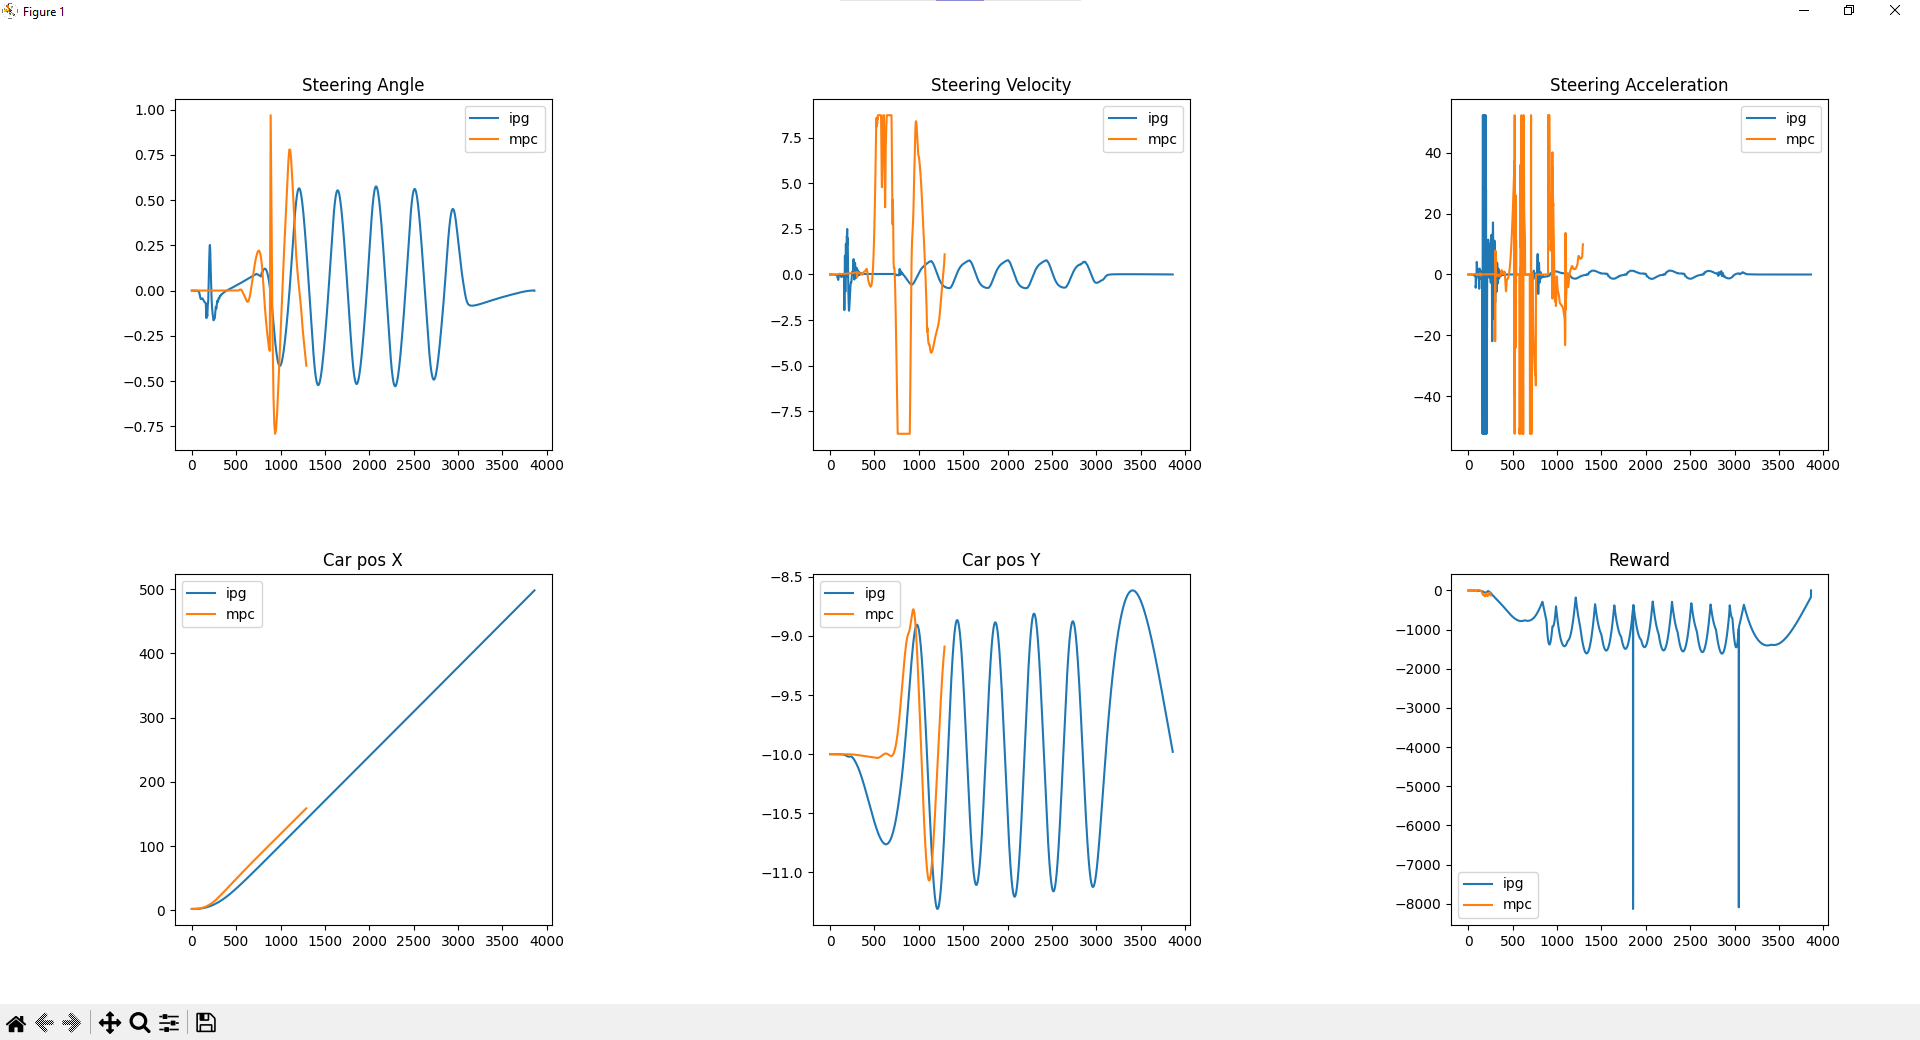 Figure 1
Steering Angle
1.00
0.75
0.50
0.25
0.00
−0.25
−0.50
−0.75
0 500 1000 1500 2000 2500 3000 3500 4000
ipg
mpc
Steering Velocity
7.5
5.0
2.5
0.0
−2.5
−5.0
−7.5
0 500 1000 1500 2000 2500 3000 3500 4000
ipg
mpc
Steering Acceleration
40
20
0
−20
−40
0 500 1000 1500 2000 2500 3000 3500 4000
ipg
mpc
Car pos X
500
400
300
200
100
0
0 500 1000 1500 2000 2500 3000 3500 4000
ipg
mpc
Car pos Y
−8.5
−9.0
−9.5
−10.0
−10.5
−11.0
0 500 1000 1500 2000 2500 3000 3500 4000
ipg
mpc
Reward
0
−1000
−2000
−3000
−4000
−5000
−6000
−7000
−8000
0 500 1000 1500 2000 2500 3000 3500 4000
ipg
mpc